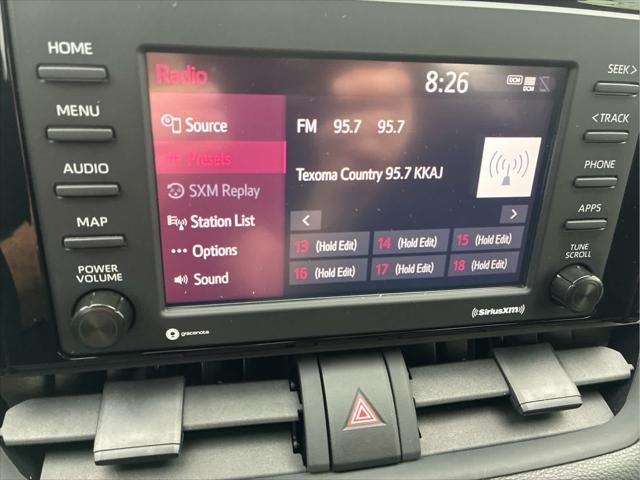 HOME
MENU
AUDIO
MAP
POWER
VOLUME
Radio
8:26
DCM
DCM
Source
Presets
SXM Replay
Station List
Options
Sound
FM 95.7 95.7
Texoma Country 95.7 KKAJ
<
>
13 (Hold Edit) 14 (Hold Edit) 15 (Hold Edit)
16 (Hold Edit) 17 (Hold Edit) 18 (Hold Edit)
SEEK>
<TRACK
PHONE
APPS
TUNE
SCROLL
gracenote
SiriusXM